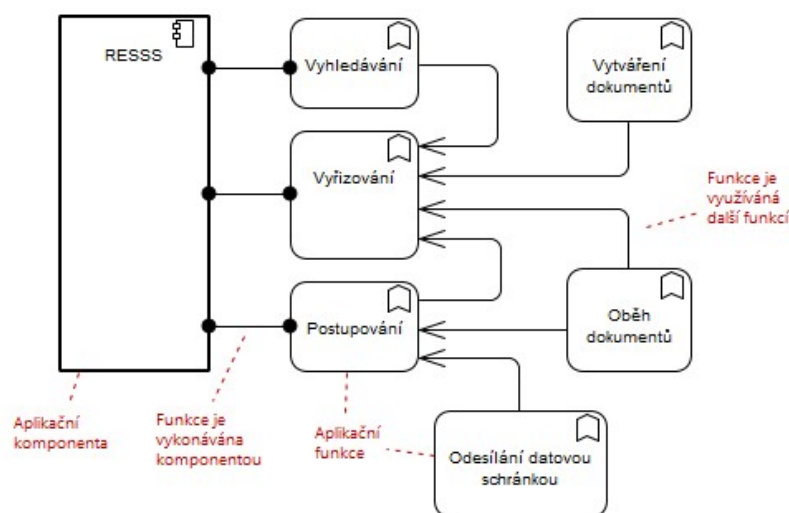 RESSS
Vyhledávání
Vytváření
dokumentů
Vyřizování
Funkce je
využíváná
další funkcí
Postupování
Oběh
dokumentů
Aplikační
komponenta
Funkce je
vykonávána
komponentou
Aplikační
funkce
Odesílání datovou
schránkou